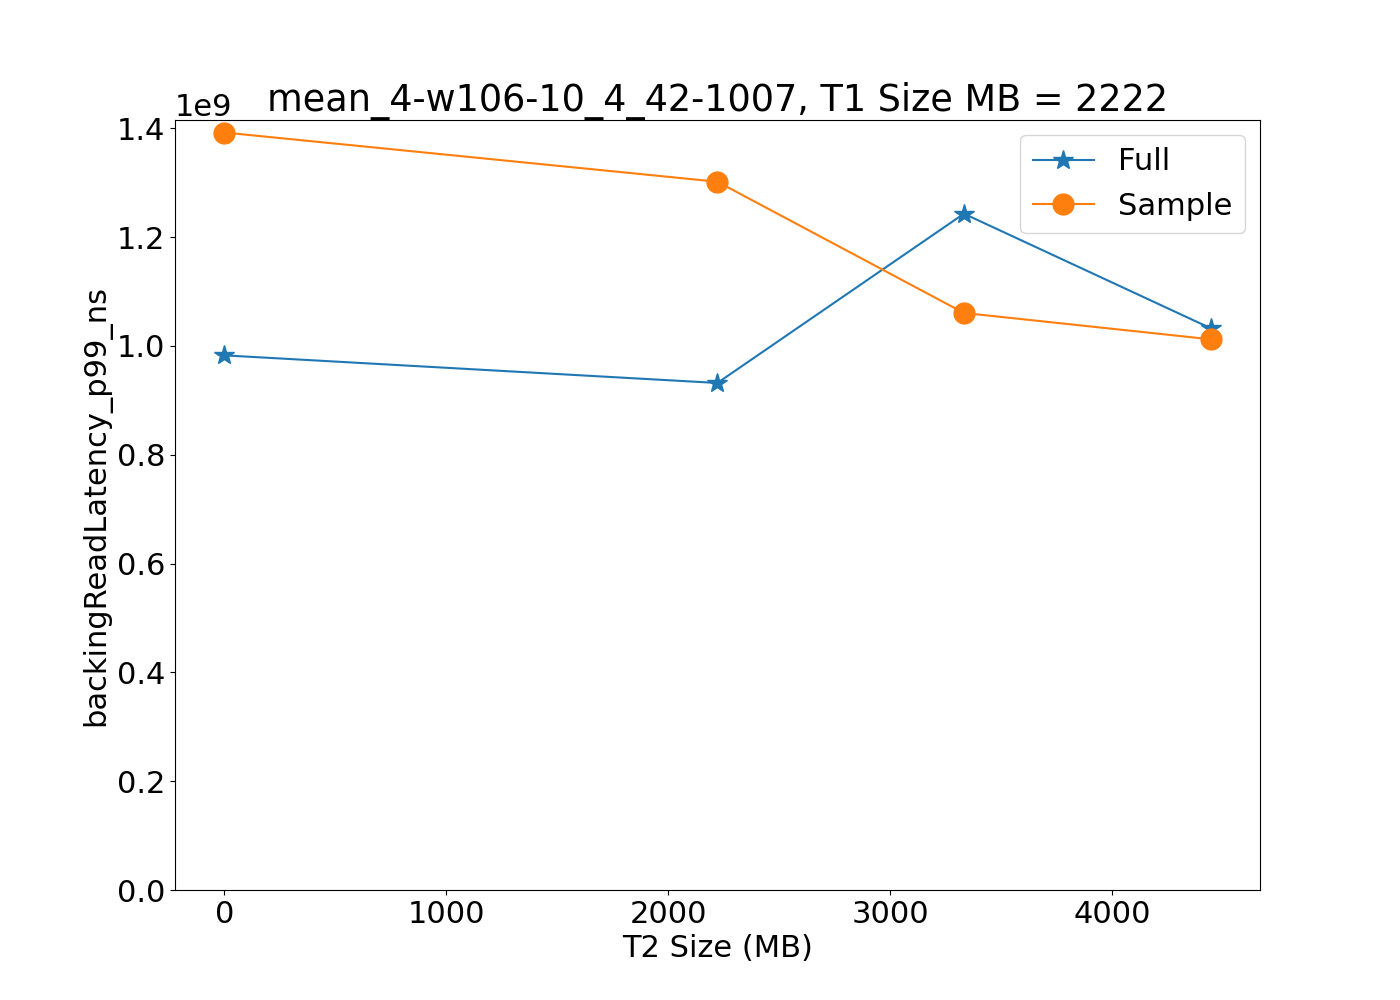 mean_4-w106-10_4_42-1007, T1 Size MB = 2222
1e9
1.4
1.2
1.0
0.8
0.6
0.4
0.2
0.0
backingReadLatency_p99_ns
Full
Sample
0 1000 2000 3000 4000
T2 Size (MB)